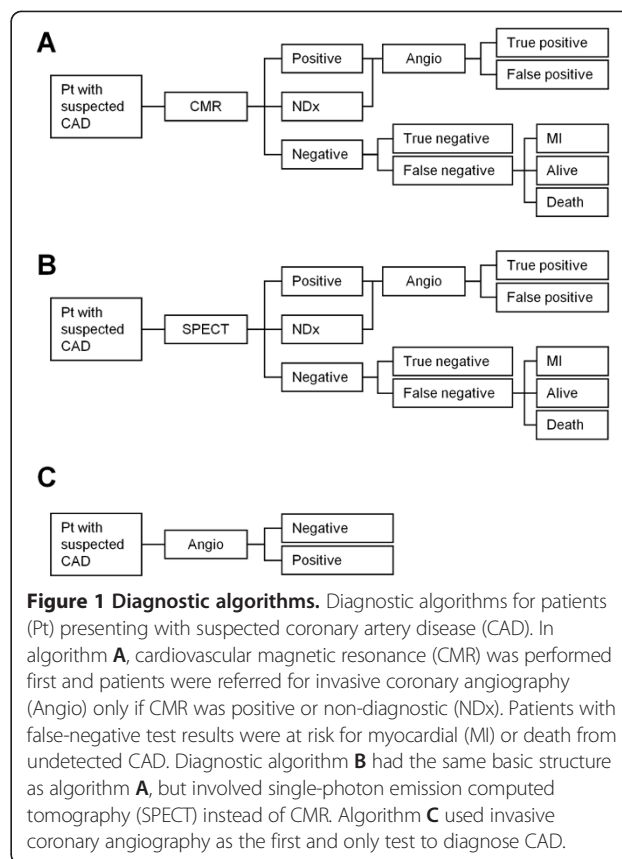 A
Pt with
suspected
CAD
CMR
Positive
NDx
Negative
Angio
True positive
False positive
True negative
False negative
MI
Alive
Death
B
Pt with
suspected
CAD
SPECT
Positive
NDx
Negative
Angio
True positive
False positive
True negative
False negative
MI
Alive
Death
C
Pt with
suspected
CAD
Angio
Negative
Positive
Figure 1 Diagnostic algorithms. Diagnostic algorithms for patients
(Pt) presenting with suspected coronary artery disease (CAD). In
algorithm A, cardiovascular magnetic resonance (CMR) was performed
first and patients were referred for invasive coronary angiography
(Angio) only if CMR was positive or non-diagnostic (NDx). Patients with
false-negative test results were at risk for myocardial (MI) or death from
undetected CAD. Diagnostic algorithm B had the same basic structure
as algorithm A, but involved single-photon emission computed
tomography (SPECT) instead of CMR. Algorithm C used invasive
coronary angiography as the first and only test to diagnose CAD.